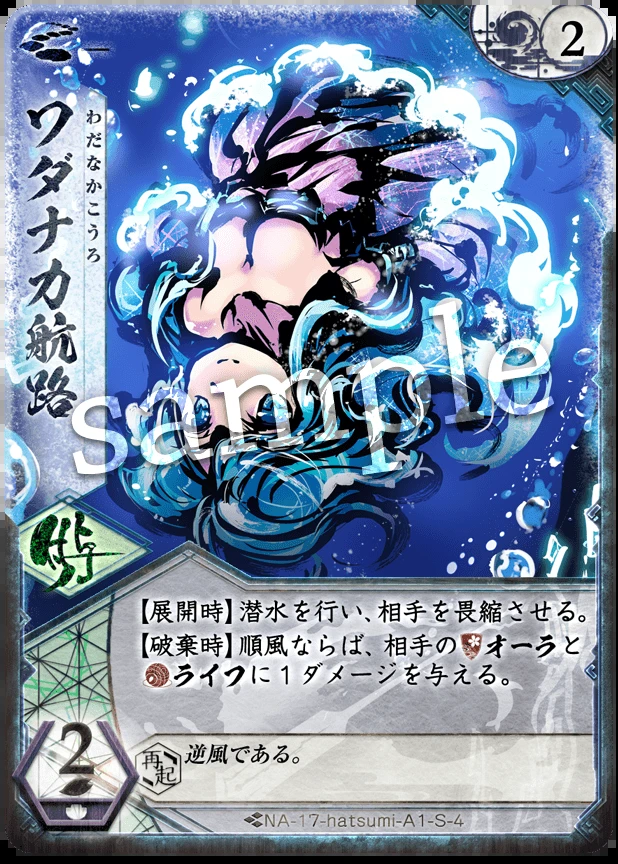 2
ワダナカ航路
わだなかこうろ
sample
付与
【展開時】潜水を行い、相手を畏縮させる。
【破棄時】順風ならば、相手のオーラと
ライフに1ダメージを与える。
2
再起
逆風である。
NA-17-hatsumi-A1-S-4